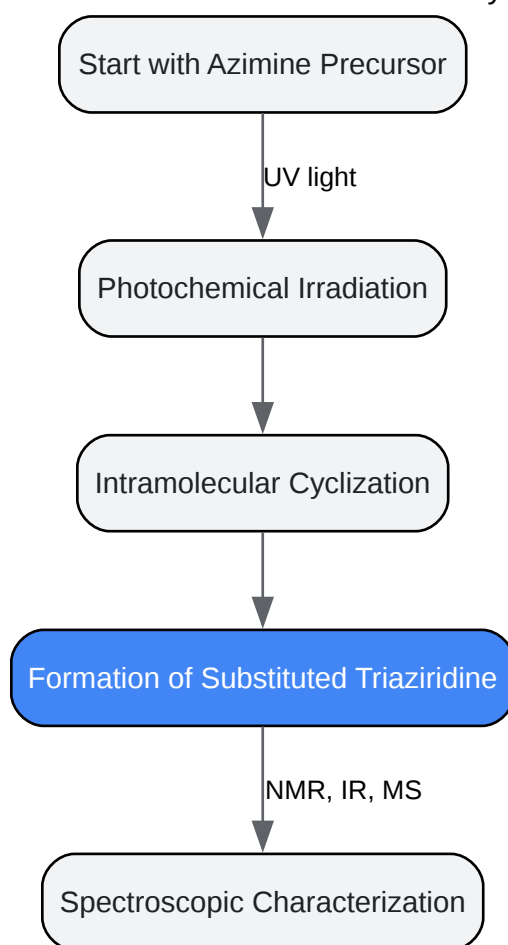 Start with Azimine Precursor
UV light
Photochemical Irradiation
Intramolecular Cyclization
Formation of Substituted Triaziridine
NMR, IR, MS
Spectroscopic Characterization